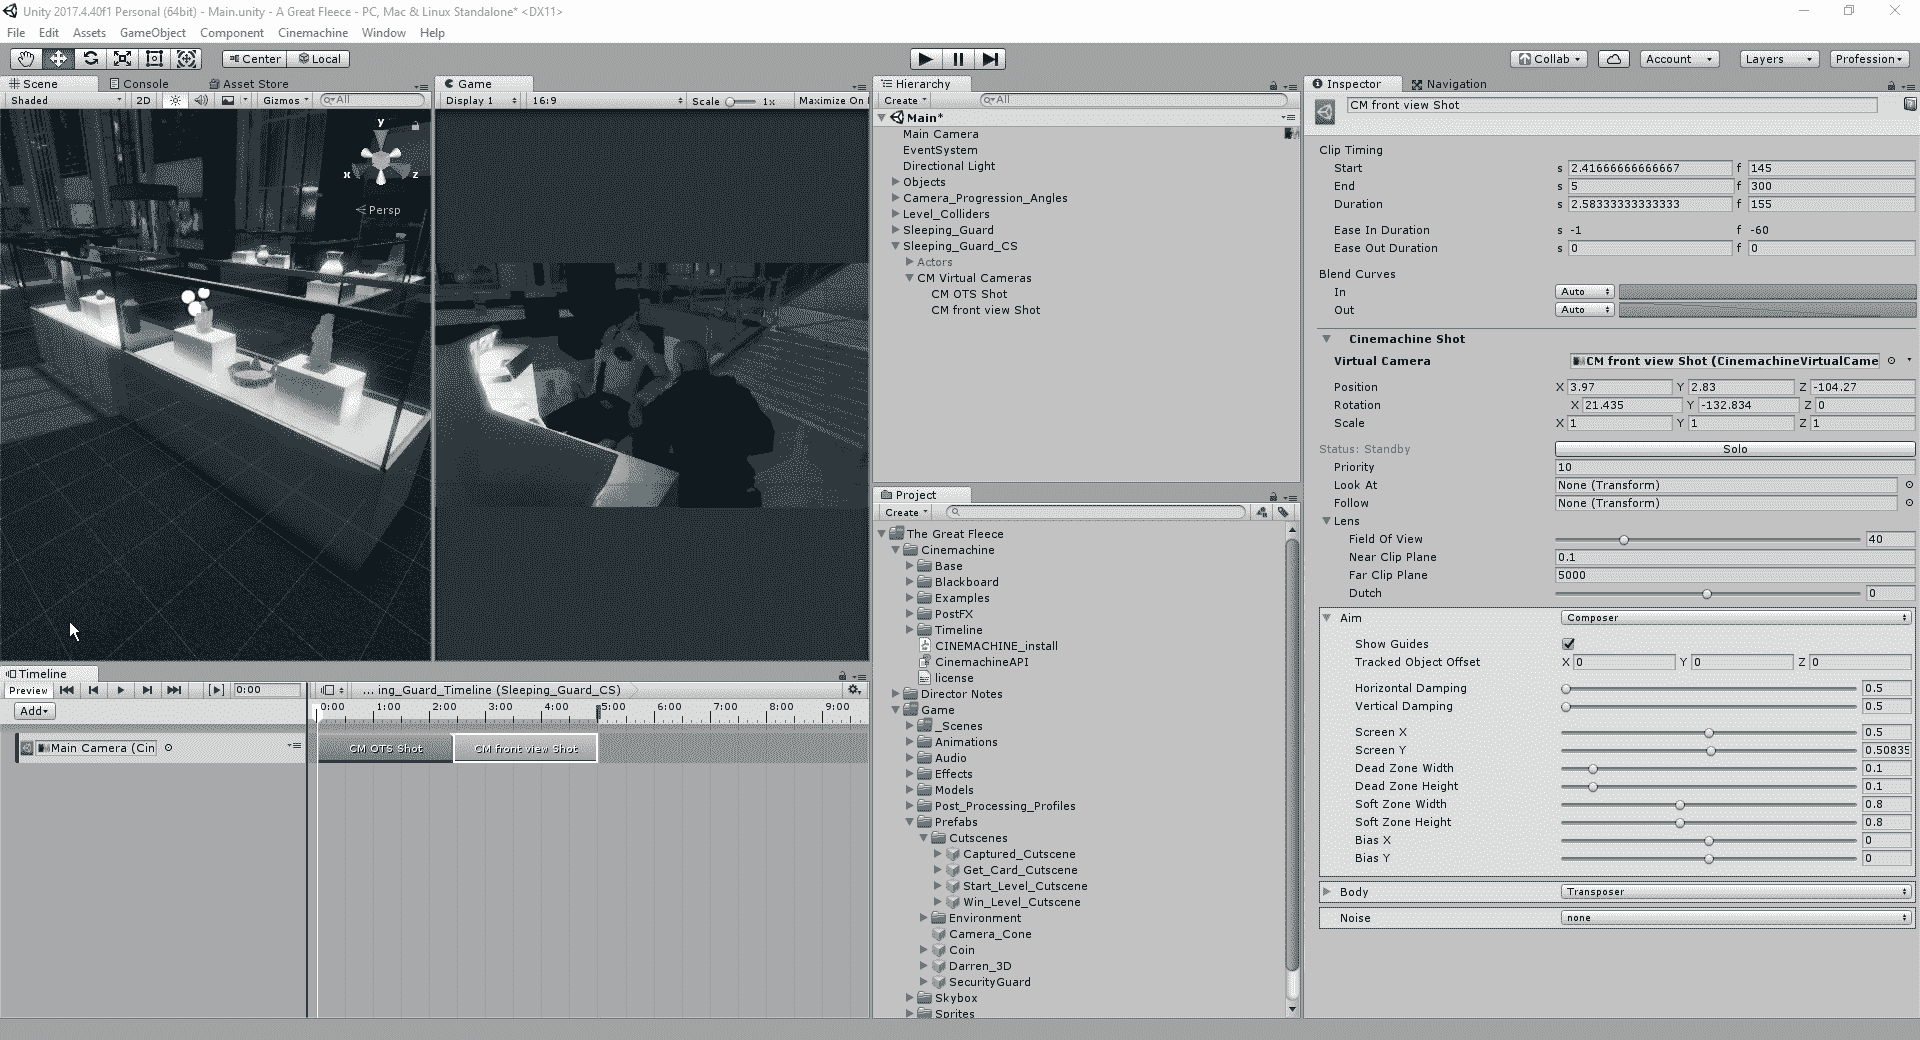 Unity 2017.4.40f1 Personal (64bit) - Main.unity - A Great Fleece - PC, Mac & Linux Standalone* <DX11>
File Edit Assets GameObject Component Cinemachine Window Help
Center Local Collab Account Layers Profession
Scene Console Asset Store
Shaded 2D Gizmos All
y
x z
Persp
Game
Display 1 16:9 Scale 1x Maximize On
Hierarchy
Create All
Main*
Main Camera
EventSystem
Directional Light
Objects
Camera_Progression_Angles
Level_Colliders
Sleeping_Guard
Sleeping_Guard_CS
Actors
CM Virtual Cameras
CM OTS Shot
CM front view Shot
Project
Create
The Great Fleece
Cinemachine
Base
Blackboard
Examples
PostFX
Timeline
CINEMACHINE_install
CinemachineAPI
license
Director Notes
Game
_Scenes
Animations
Audio
Effects
Models
Post_Processing_Profiles
Prefabs
Cutscenes
Captured_Cutscene
Get_Card_Cutscene
Start_Level_Cutscene
Win_Level_Cutscene
Environment
Camera_Cone
Coin
Darren_3D
SecurityGuard
Skybox
Sprites
Timeline
Preview 0:00 ... ing_Guard_Timeline (Sleeping_Guard_CS)
Add 0:00 1:00 2:00 3:00 4:00 5:00 6:00 7:00 8:00 9:00
Main Camera (Cin CM OTS Shot CM front view Shot
Inspector Navigation
CM front view Shot
Clip Timing
Start s 2.41666666666667 f 145
End s 5 f 300
Duration s 2.58333333333333 f 155
Ease In Duration s -1 f -60
Ease Out Duration s 0 f 0
Blend Curves
In Auto
Out Auto
Cinemachine Shot
Virtual Camera CM front view Shot (CinemachineVirtualCame
Position X 3.97 Y 2.83 Z -104.27
Rotation X 21.435 Y -132.834 Z 0
Scale X 1 Y 1 Z 1
Status: Standby Solo
Priority 10
Look At None (Transform)
Follow None (Transform)
Lens
Field Of View 40
Near Clip Plane 0.1
Far Clip Plane 5000
Dutch 0
Aim Composer
Show Guides
Tracked Object Offset X 0 Y 0 Z 0
Horizontal Damping 0.5
Vertical Damping 0.5
Screen X 0.5
Screen Y 0.50835
Dead Zone Width 0.1
Dead Zone Height 0.1
Soft Zone Width 0.8
Soft Zone Height 0.8
Bias X 0
Bias Y 0
Body Transposer
Noise none